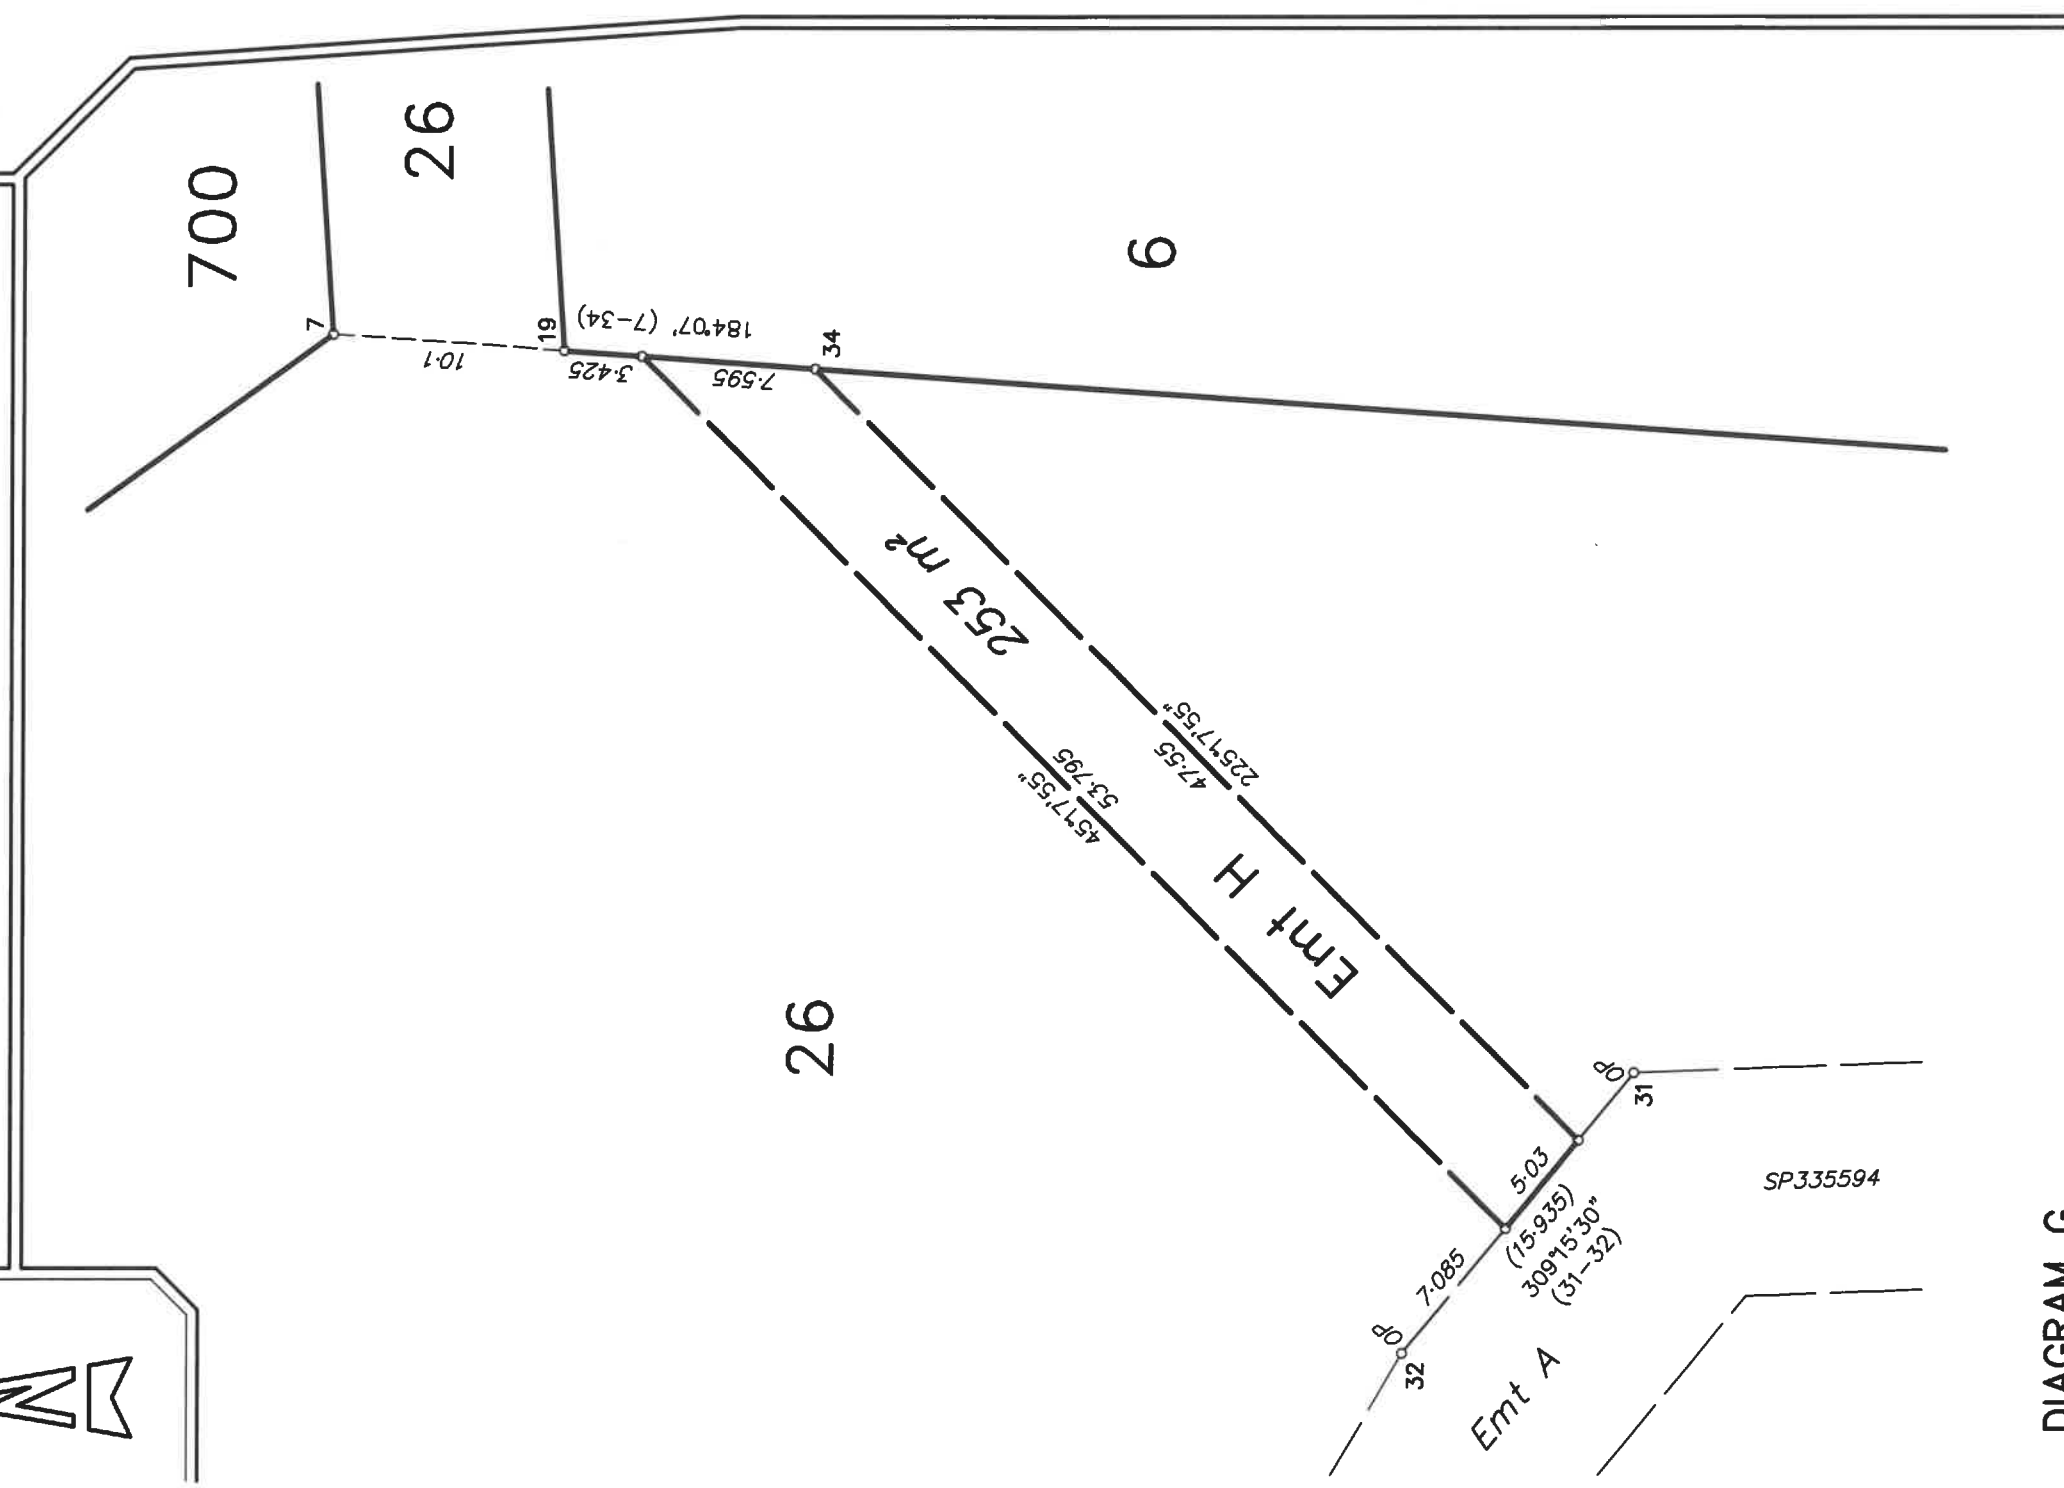 700
26
7
10·1
19
3·425
184°07' (7–34)
7·595
34
6
253 m²
45°17'55"
53·795
47·55
225°17'55"
Emt H
26
OP
31
5·03
(15·935)
309°15'30"
(31–32)
7·085
OP
32
Emt A
SP335594
N
DIAGRAM G